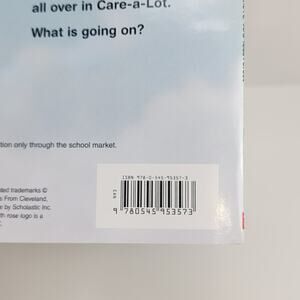 all over in Care-a-Lot.
What is going on?
tion only through the school market.
ISBN 978-0-545-95357-3
EAN
9 780545 953573
ted trademarks ©
s From Cleveland,
e by Scholastic Inc.
with rose logo is a